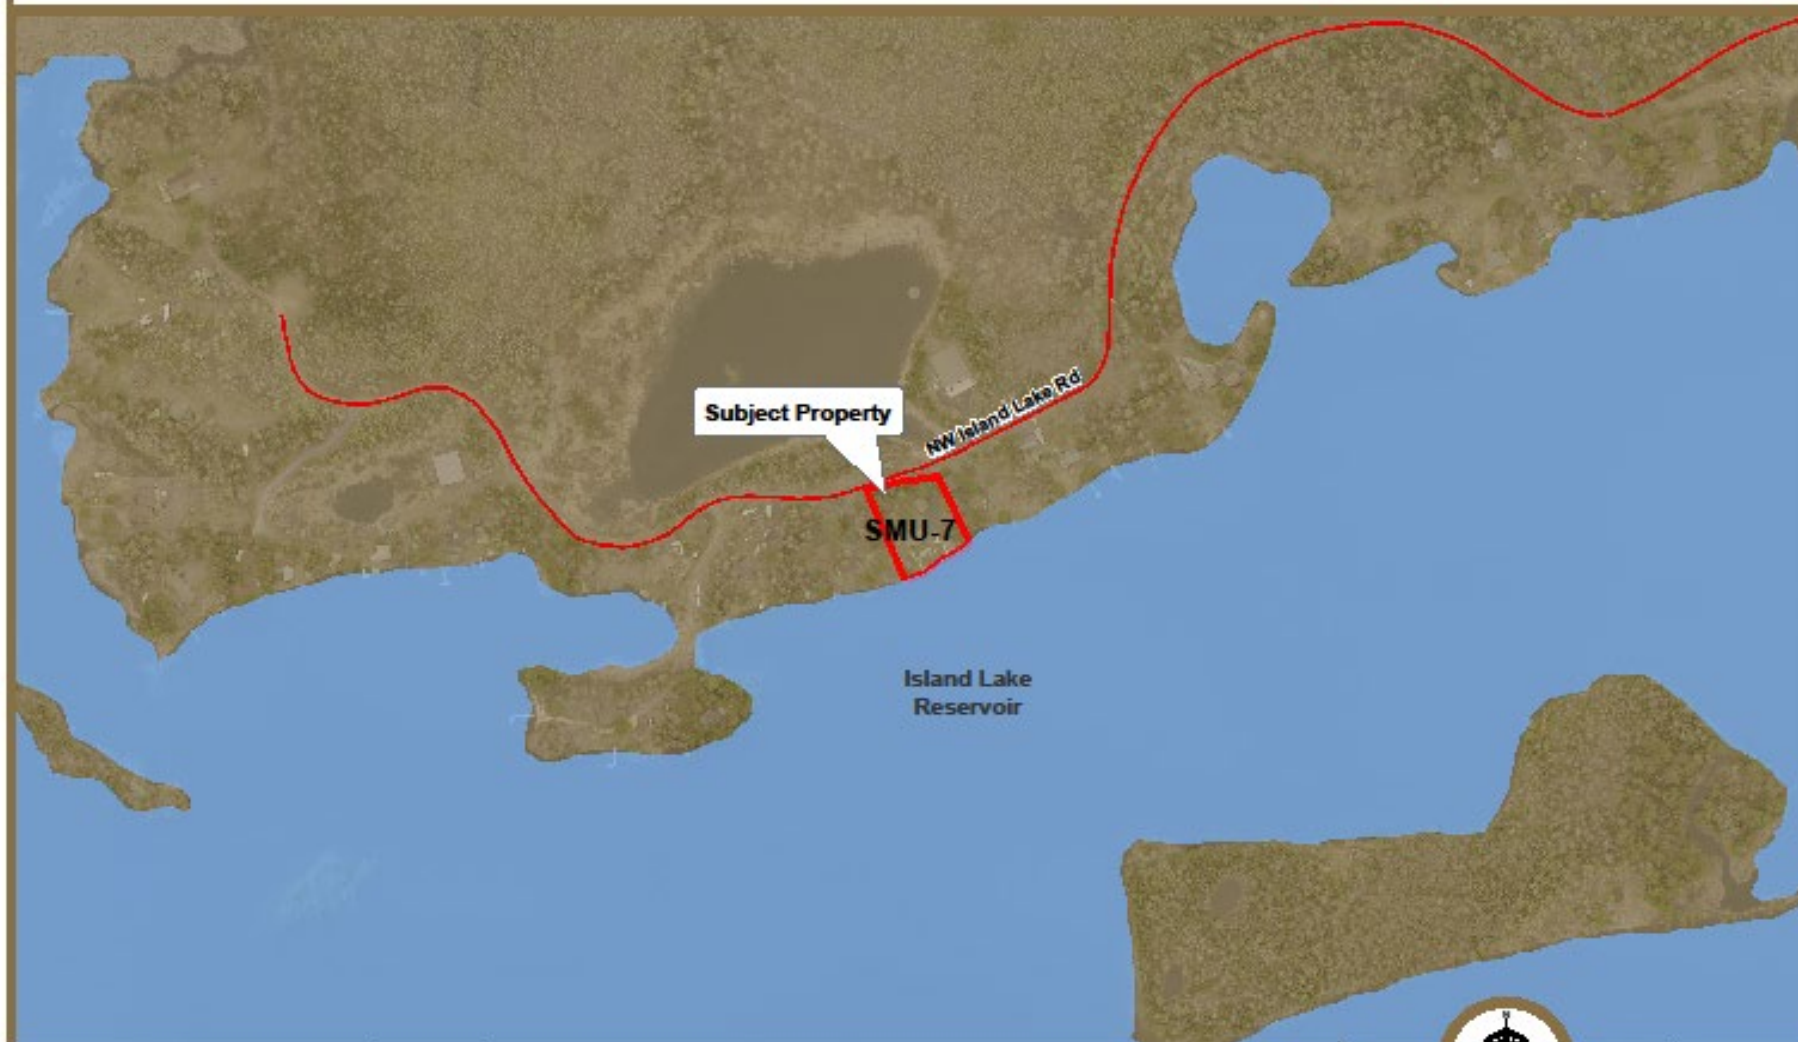 NW Island Lake Rd
Subject Property
SMU-7
Island Lake
Reservoir
N